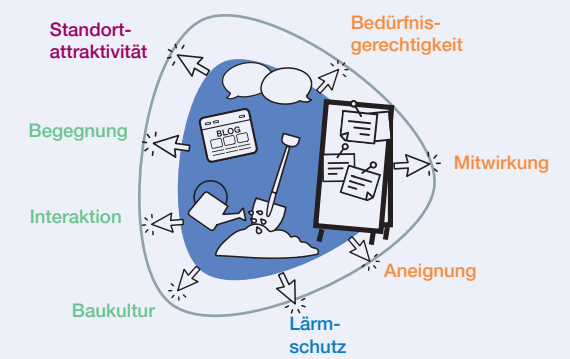 Standort-
attraktivität
Bedürfnis-
gerechtigkeit
Begegnung
BLOG
Mitwirkung
Interaktion
Aneignung
Baukultur
Lärm-
schutz